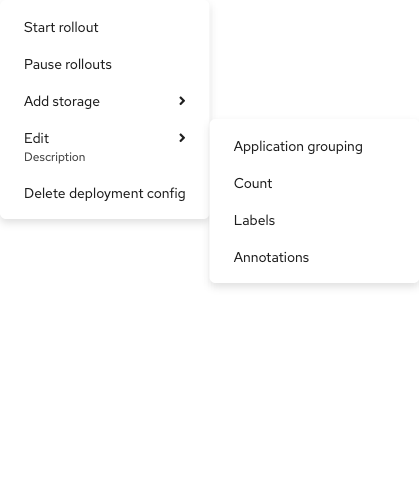 Start rollout
Pause rollouts
Add storage
Edit
Description
Delete deployment config
Application grouping
Count
Labels
Annotations